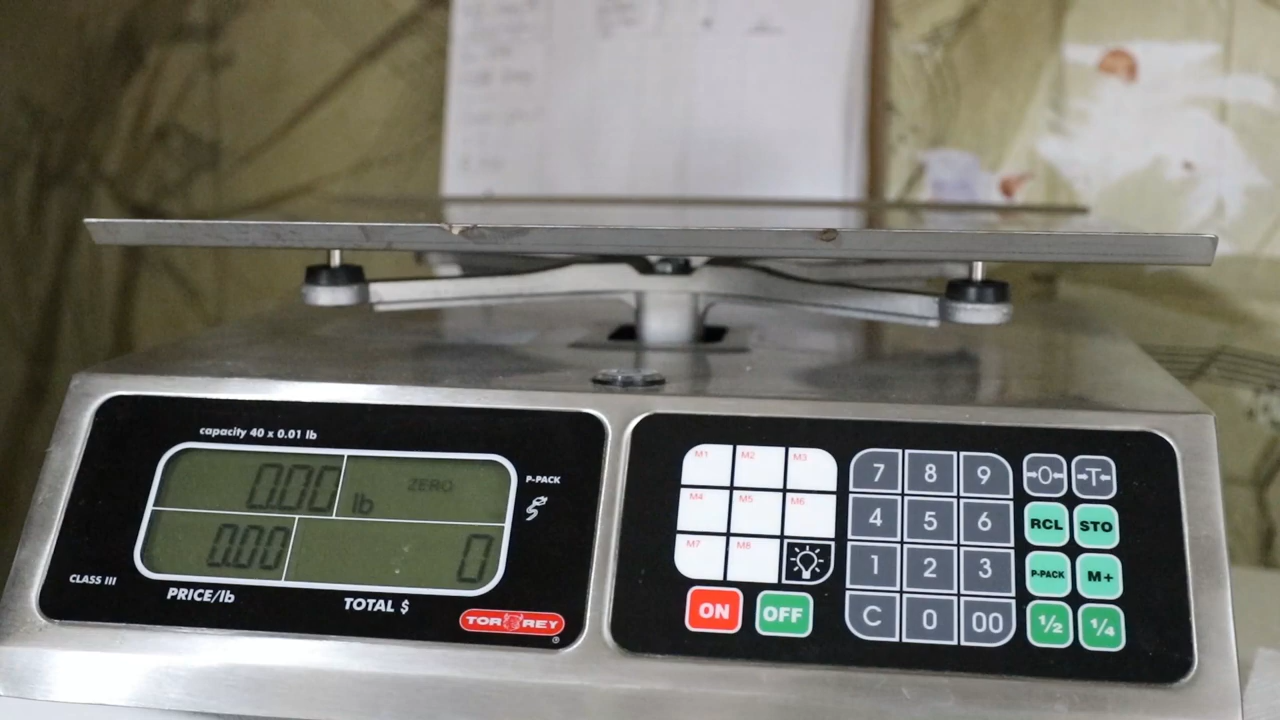 capacity 40 x 0.01 lb
0.00 lb
ZERO
P-PACK
0.00
0
CLASS III
PRICE/lb
TOTAL $
TOR REY
M1 M2 M3
M4 M5 M6
M7 M8
ON OFF
7 8 9 →0← →T←
4 5 6 RCL STO
1 2 3 P-PACK M+
C 0 00 ½ ¼